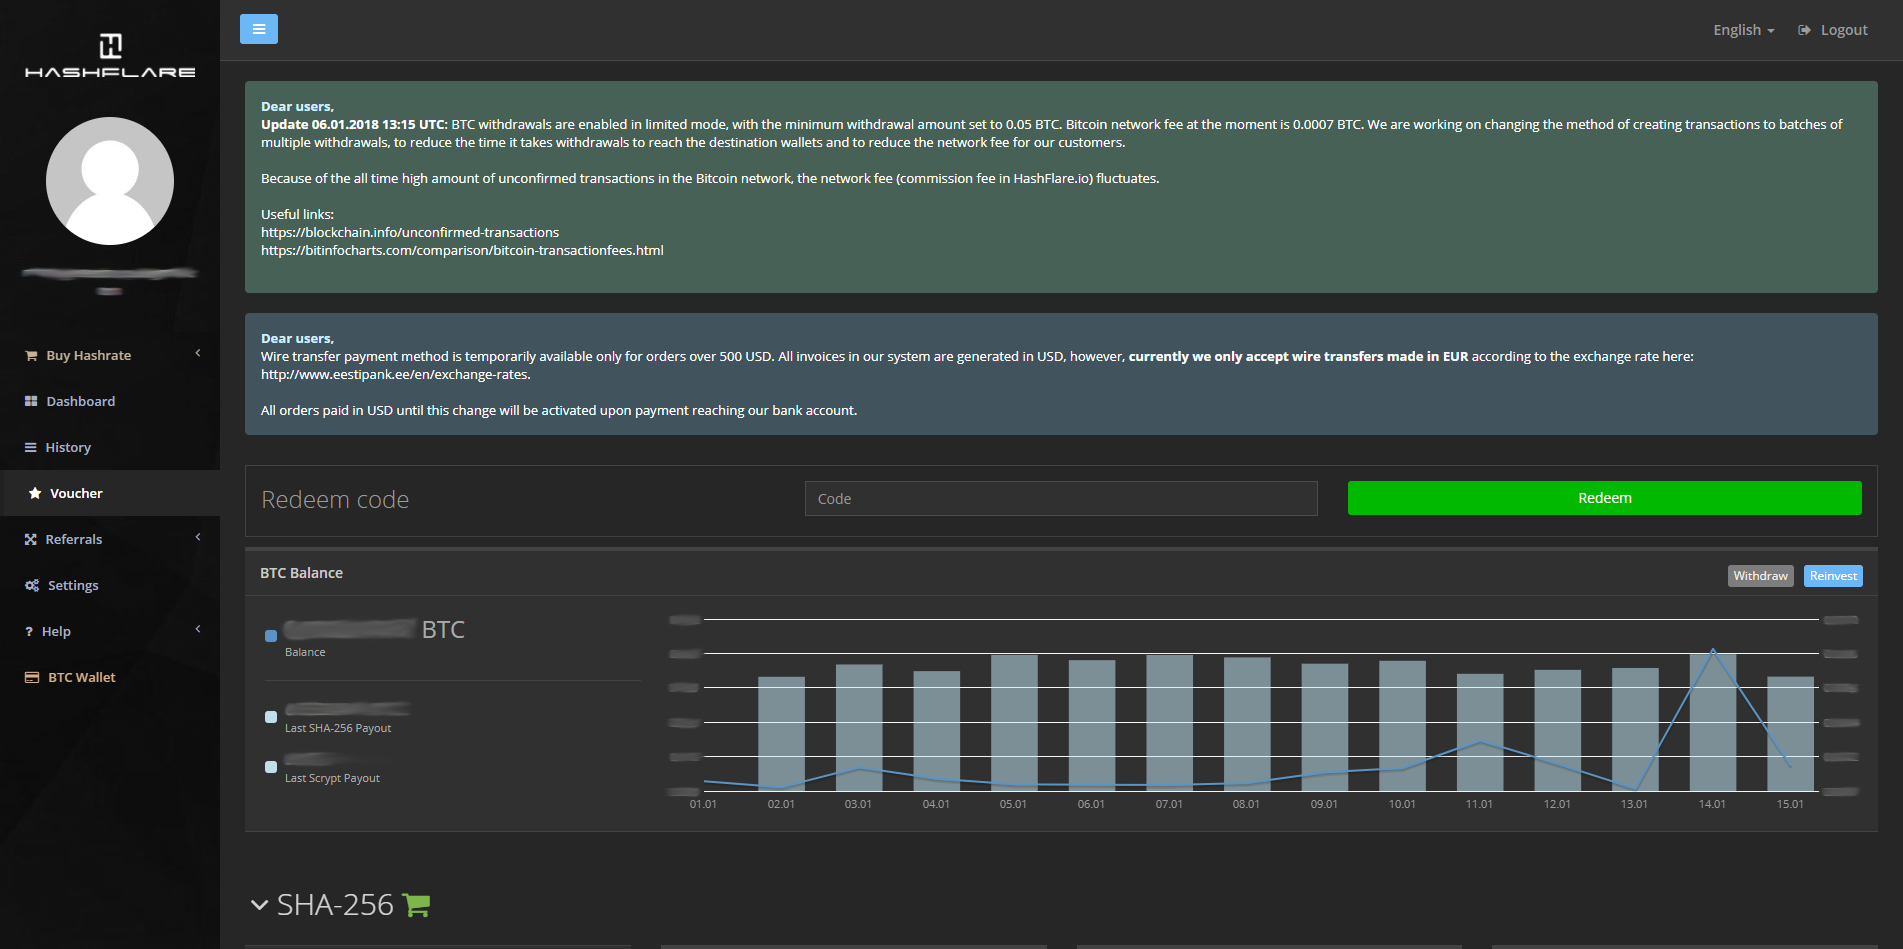 HASHFLARE
English
Logout
Dear users,
Update 06.01.2018 13:15 UTC: BTC withdrawals are enabled in limited mode, with the minimum withdrawal amount set to 0.05 BTC. Bitcoin network fee at the moment is 0.0007 BTC. We are working on changing the method of creating transactions to batches of
multiple withdrawals, to reduce the time it takes withdrawals to reach the destination wallets and to reduce the network fee for our customers.
Because of the all time high amount of unconfirmed transactions in the Bitcoin network, the network fee (commission fee in HashFlare.io) fluctuates.
Useful links:
https://blockchain.info/unconfirmed-transactions
https://bitinfocharts.com/comparison/bitcoin-transactionfees.html
Dear users,
Wire transfer payment method is temporarily available only for orders over 500 USD. All invoices in our system are generated in USD, however, currently we only accept wire transfers made in EUR according to the exchange rate here:
http://www.eestipank.ee/en/exchange-rates.
All orders paid in USD until this change will be activated upon payment reaching our bank account.
Buy Hashrate
Dashboard
History
Voucher
Referrals
Settings
? Help
BTC Wallet
Redeem code
Code
Redeem
BTC Balance
Withdraw
Reinvest
BTC
Balance
Last SHA-256 Payout
Last Scrypt Payout
01.01 02.01 03.01 04.01 05.01 06.01 07.01 08.01 09.01 10.01 11.01 12.01 13.01 14.01 15.01
SHA-256